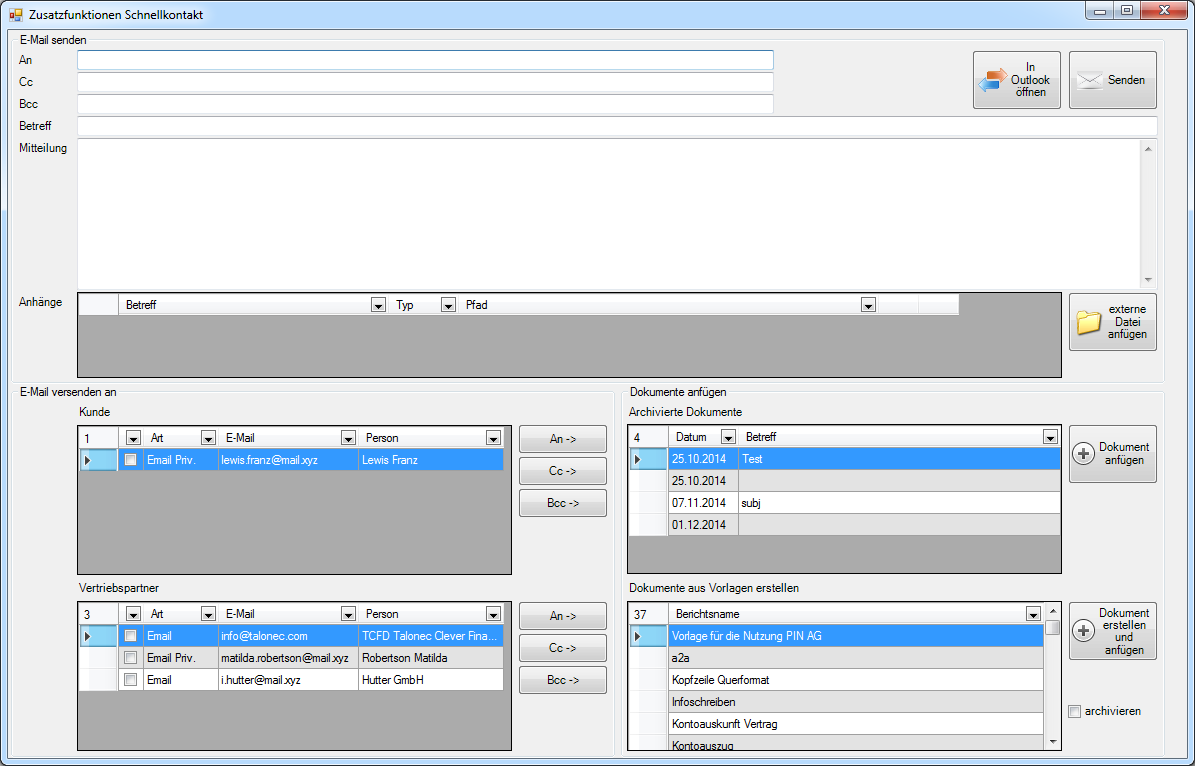 Zusatzfunktionen Schnellkontakt
E-Mail senden
An
Cc
Bcc
Betreff
Mitteilung
In
Outlook
öffnen
Senden
Anhänge
Betreff Typ Pfad
externe
Datei
anfügen
E-Mail versenden an
Kunde
1 Art E-Mail Person
Email Priv. lewis.franz@mail.xyz Lewis Franz
An ->
Cc ->
Bcc ->
Vertriebspartner
3 Art E-Mail Person
Email info@talonec.com TCFD Talonec Clever Fina...
Email Priv. matilda.robertson@mail.xyz Robertson Matilda
Email i.hutter@mail.xyz Hutter GmbH
An ->
Cc ->
Bcc ->
Dokumente anfügen
Archivierte Dokumente
4 Datum Betreff
25.10.2014 Test
25.10.2014
07.11.2014 subj
01.12.2014
Dokument
anfügen
Dokumente aus Vorlagen erstellen
37 Berichtsname
Vorlage für die Nutzung PIN AG
a2a
Kopfzeile Querformat
Infoschreiben
Kontoauskunft Vertrag
Kontoauszug
Dokument
erstellen
und
anfügen
archivieren